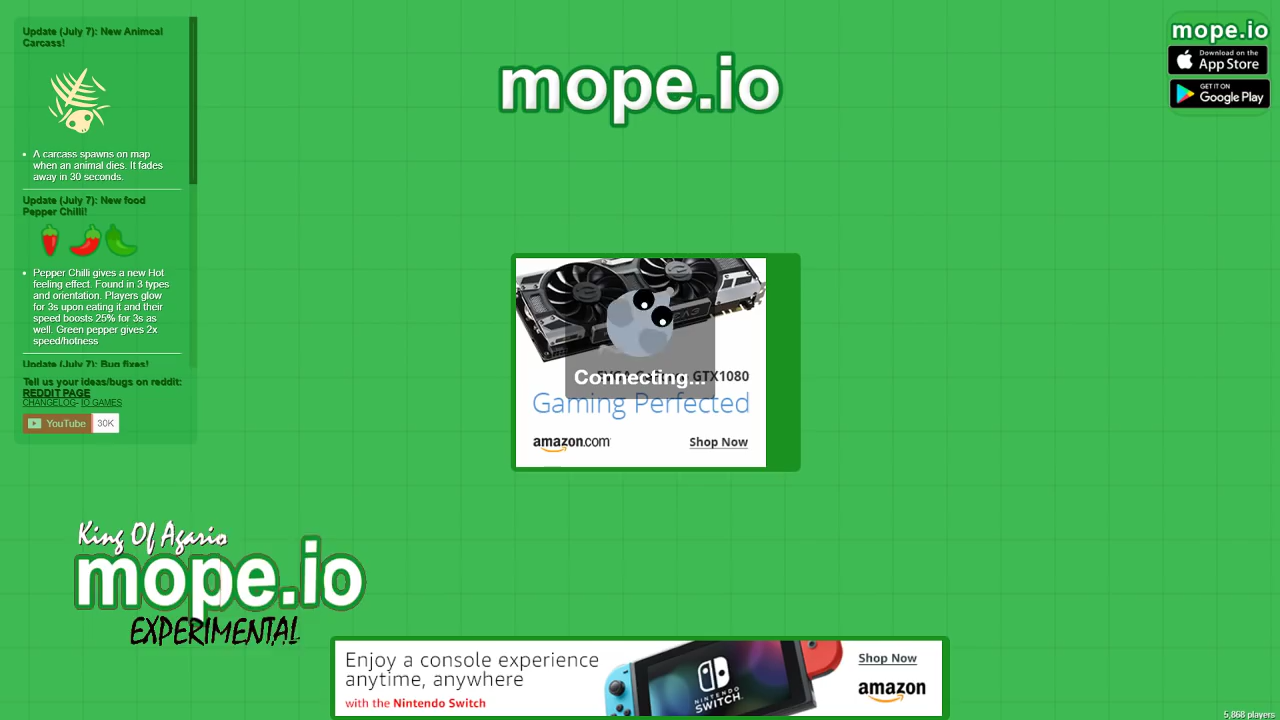 Update (July 7): New Animcal
Carcass!
A carcass spawns on map
when an animal dies. It fades
away in 30 seconds.
Update (July 7): New food
Pepper Chilli!
Pepper Chilli gives a new Hot
feeling effect. Found in 3 types
and orientation. Players glow
for 3s upon eating it and their
speed boosts 25% for 3s as
well. Green pepper gives 2x
speed/hotness
Update (July 7): Bug fixes!
Tell us your ideas/bugs on reddit:
REDDIT PAGE
CHANGELOG- IO GAMES
YouTube 30K
mope.io
mope.io
Download on the
App Store
GET IT ON
Google Play
Connecting...
GTX1080
Gaming Perfected
amazon.com
Shop Now
King Of Agario
mope.io
EXPERIMENTAL
Enjoy a console experience
anytime, anywhere
with the Nintendo Switch
NINTENDO
SWITCH
Shop Now
amazon
5,868 players